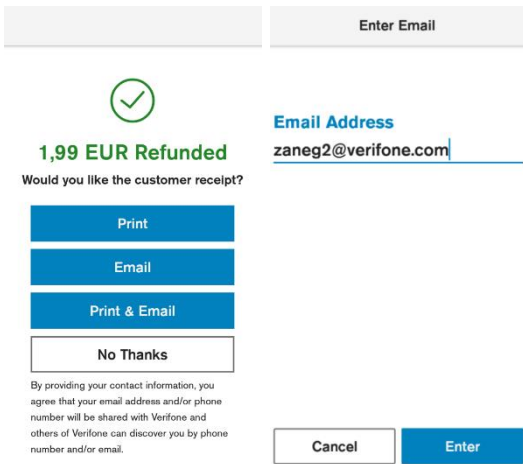 1,99 EUR Refunded
Would you like the customer receipt?
Print
Email
Print & Email
No Thanks
By providing your contact information, you
agree that your email address and/or phone
number will be shared with Verifone and
others of Verifone can discover you by phone
number and/or email.
Enter Email
Email Address
zaneg2@verifone.com
Cancel
Enter